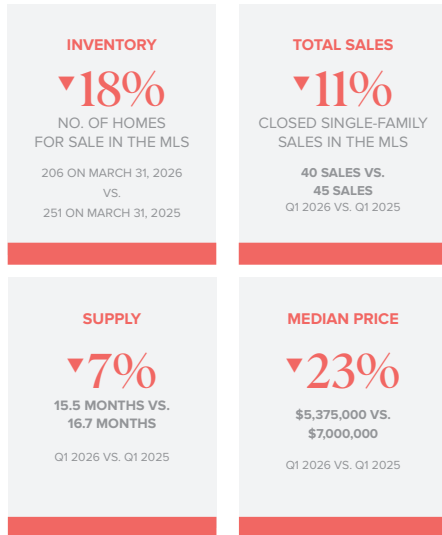 INVENTORY
▼18%
NO. OF HOMES
FOR SALE IN THE MLS
206 ON MARCH 31, 2026
VS.
251 ON MARCH 31, 2025
TOTAL SALES
▼11%
CLOSED SINGLE-FAMILY
SALES IN THE MLS
40 SALES VS.
45 SALES
Q1 2026 VS. Q1 2025
SUPPLY
▼7%
15.5 MONTHS VS.
16.7 MONTHS
Q1 2026 VS. Q1 2025
MEDIAN PRICE
▼23%
$5,375,000 VS.
$7,000,000
Q1 2026 VS. Q1 2025